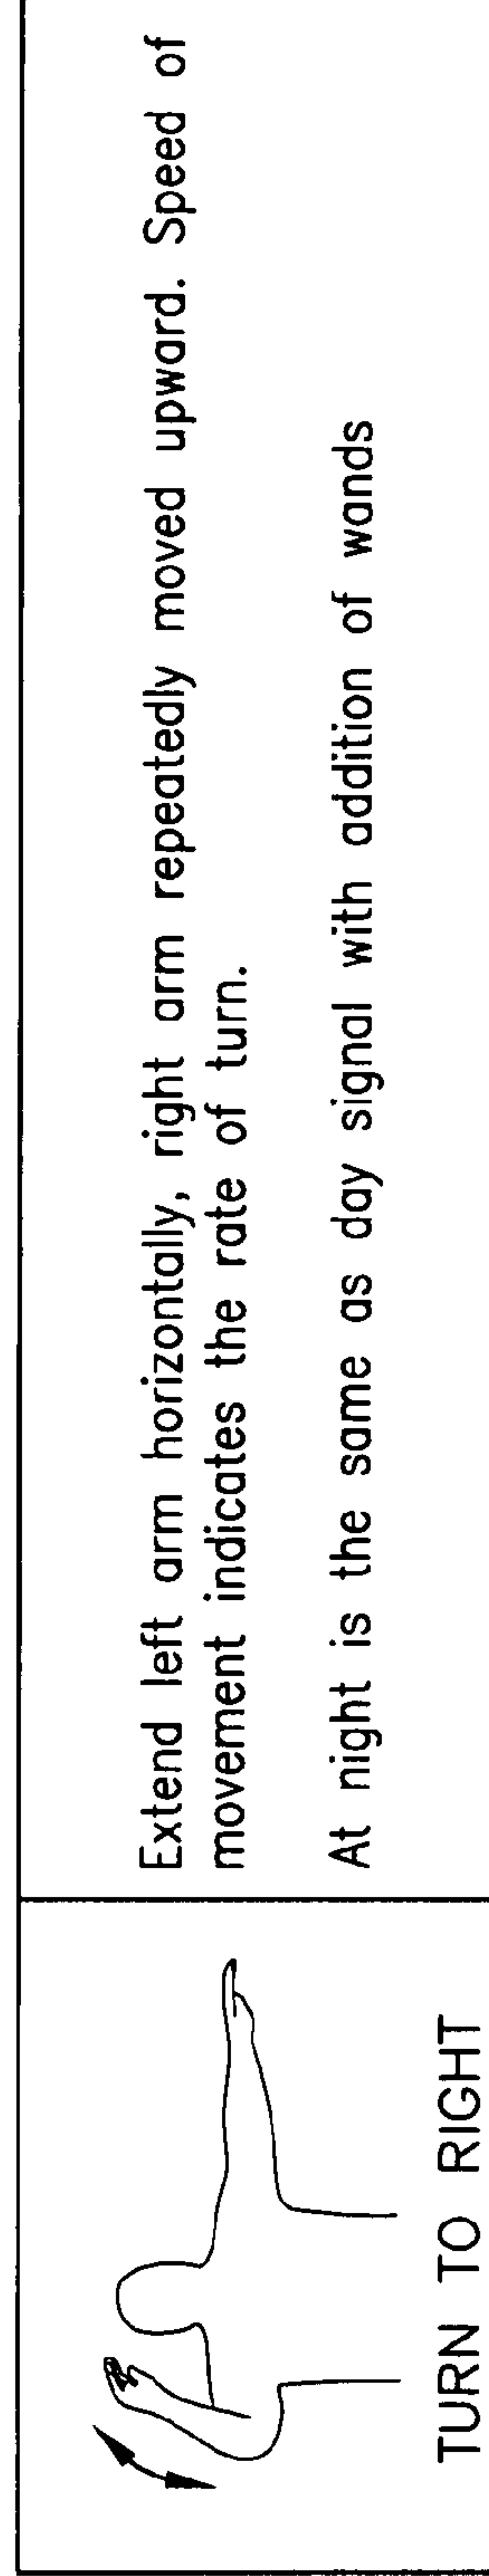 TURN TO RIGHT
Extend left arm horizontally, right arm repeatedly moved upward. Speed of
movement indicates the rate of turn.
At night is the same as day signal with addition of wands